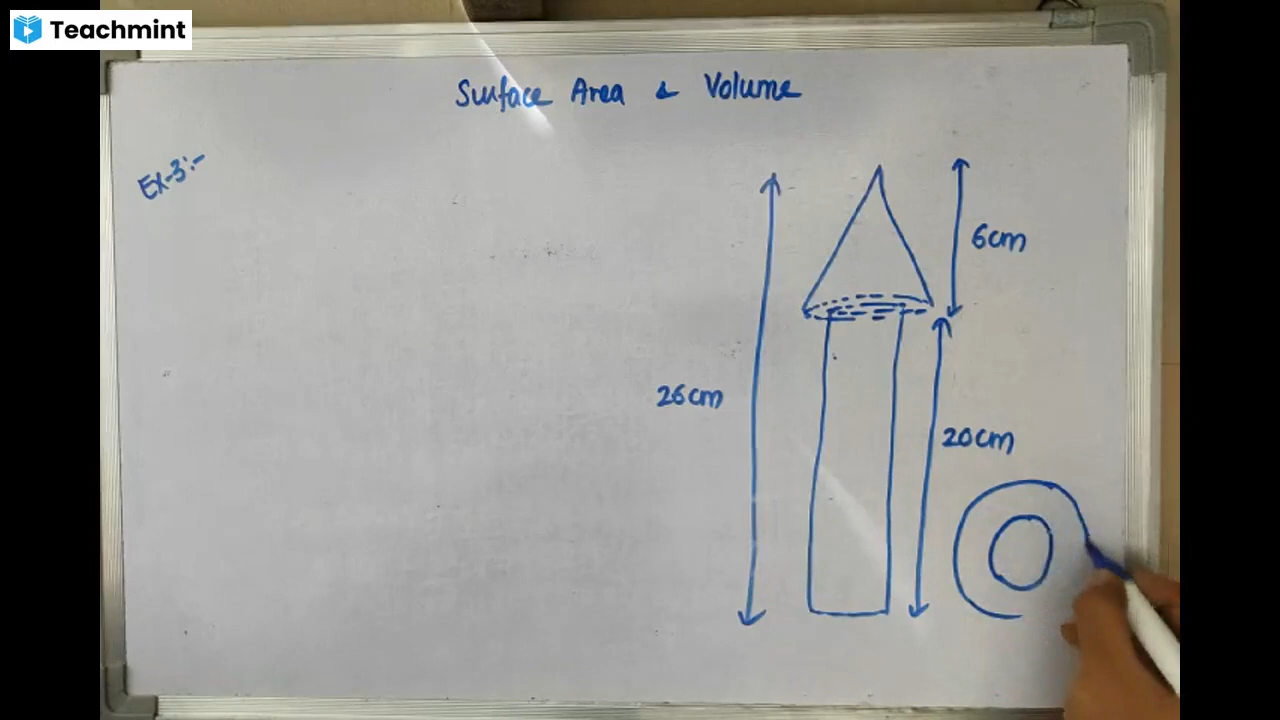 Teachmint
Surface Area & Volume
Ex-3:-
6cm
26cm
20cm